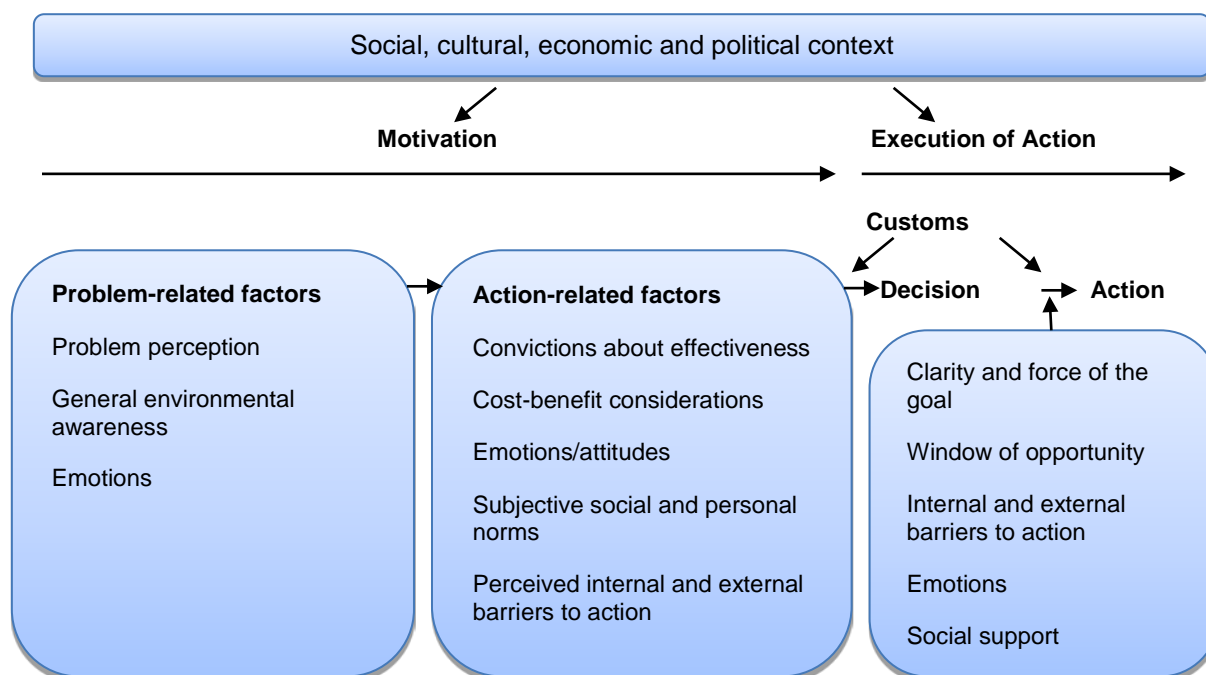 Social, cultural, economic and political context
Motivation
Execution of Action
Customs
Problem-related factors
Problem perception
General environmental
awareness
Emotions
Action-related factors
Convictions about effectiveness
Cost-benefit considerations
Emotions/attitudes
Subjective social and personal
norms
Perceived internal and external
barriers to action
Decision
Action
Clarity and force of the
goal
Window of opportunity
Internal and external
barriers to action
Emotions
Social support